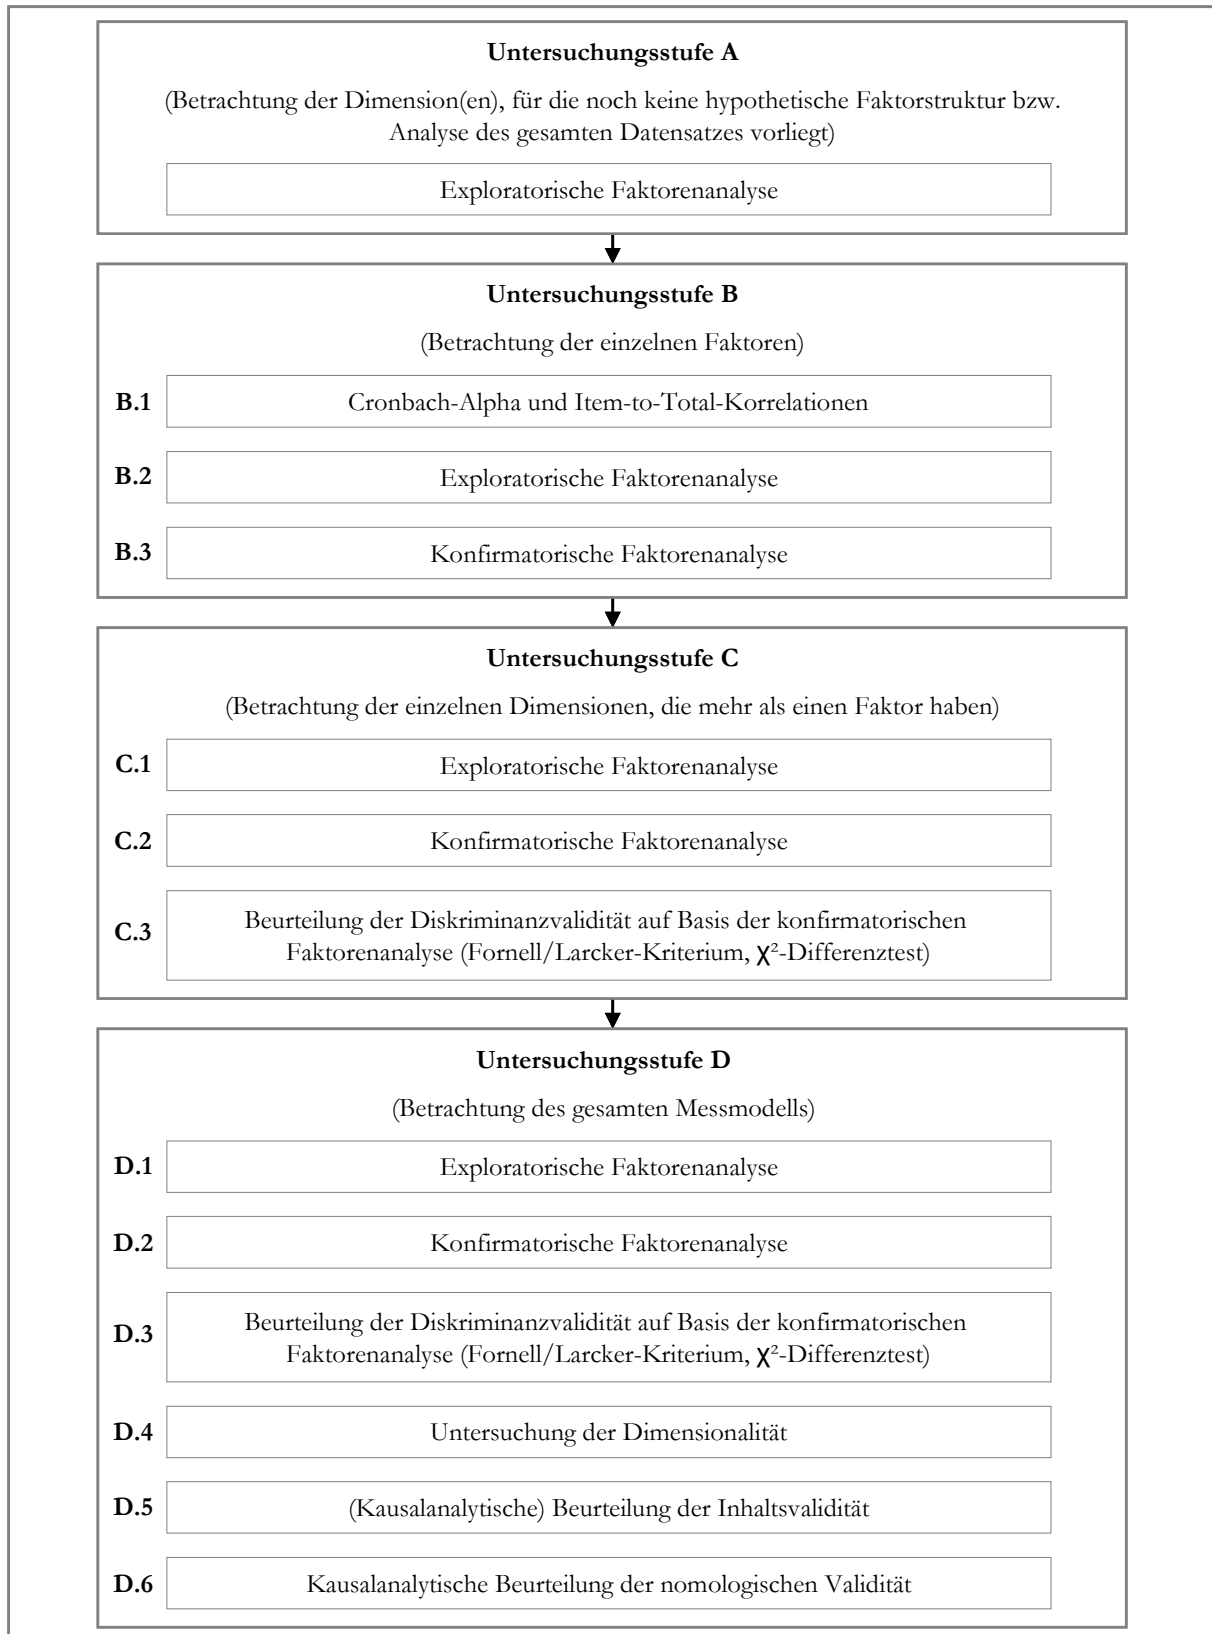 Untersuchungsstufe A
(Betrachtung der Dimension(en), für die noch keine hypothetische Faktorstruktur bzw.
Analyse des gesamten Datensatzes vorliegt)
Exploratorische Faktorenanalyse
Untersuchungsstufe B
(Betrachtung der einzelnen Faktoren)
B.1 Cronbach-Alpha und Item-to-Total-Korrelationen
B.2 Exploratorische Faktorenanalyse
B.3 Konfirmatorische Faktorenanalyse
Untersuchungsstufe C
(Betrachtung der einzelnen Dimensionen, die mehr als einen Faktor haben)
C.1 Exploratorische Faktorenanalyse
C.2 Konfirmatorische Faktorenanalyse
C.3 Beurteilung der Diskriminanzvalidität auf Basis der konfirmatorischen
Faktorenanalyse (Fornell/Larcker-Kriterium, χ²-Differenztest)
Untersuchungsstufe D
(Betrachtung des gesamten Messmodells)
D.1 Exploratorische Faktorenanalyse
D.2 Konfirmatorische Faktorenanalyse
D.3 Beurteilung der Diskriminanzvalidität auf Basis der konfirmatorischen
Faktorenanalyse (Fornell/Larcker-Kriterium, χ²-Differenztest)
D.4 Untersuchung der Dimensionalität
D.5 (Kausalanalytische) Beurteilung der Inhaltsvalidität
D.6 Kausalanalytische Beurteilung der nomologischen Validität